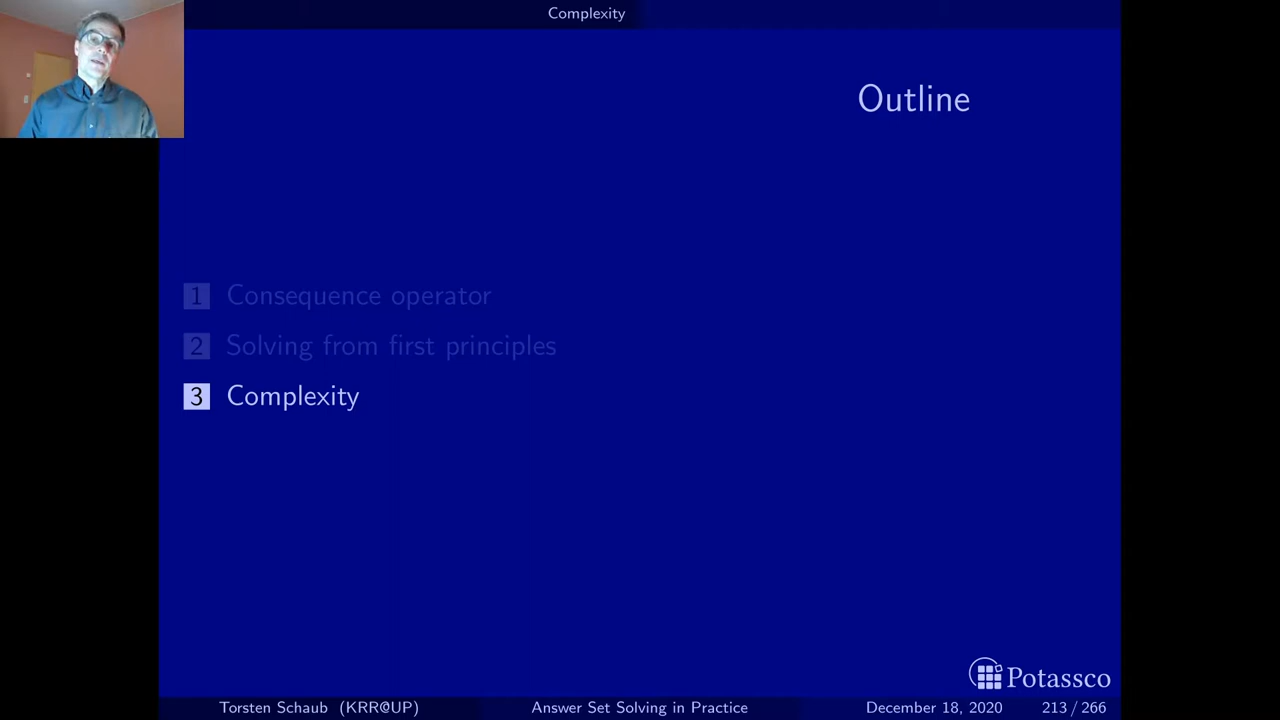 Complexity
Outline
1 Consequence operator
2 Solving from first principles
3 Complexity
Potassco
Torsten Schaub (KRR@UP) Answer Set Solving in Practice December 18, 2020 213 / 266